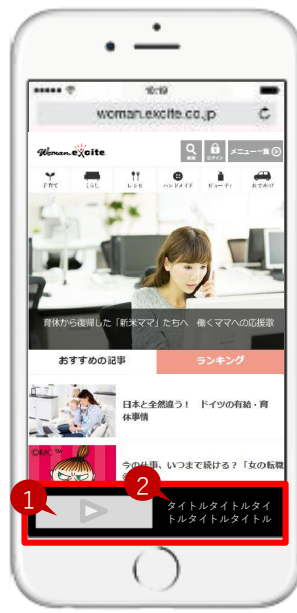 10:19
woman.excite.co.jp
Woman.excite
検索
ログイン
メニュー一覧
子育て
くらし
レシピ
ハンドメイド
ビューティ
おでかけ
育休から復帰した「新米ママ」たちへ 働くママへの応援歌
おすすめの記事
ランキング
日本と全然違う! ドイツの有給・育
休事情
©MC™
今の仕事、いつまで続ける?「女の転職
1
2
タイトルタイトルタイ
トルタイトルタイトル